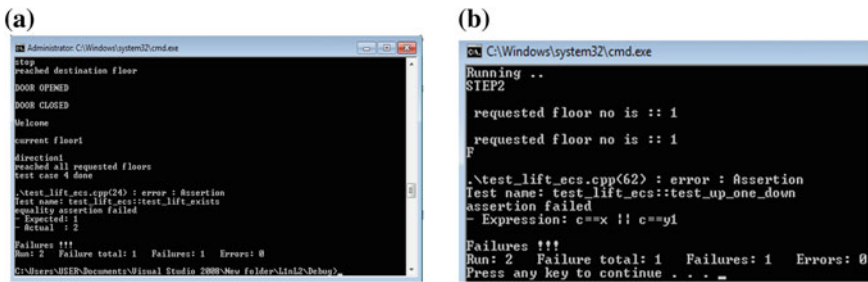 (a)
Administrator: C:\Windows\system32\cmd.exe
stop
reached destination floor
DOOR OPENED
DOOR CLOSED
Welcome
current floor1
direction1
reached all requested floors
test case 4 done
.\test_lift_ecs.cpp(24) : error : Assertion
Test name: test_lift_ecs::test_lift_exists
equality assertion failed
- Expected: 1
- Actual  : 2
Failures !!!
Run: 2   Failure total: 1   Failures: 1   Errors: 0
C:\Users\USER\Documents\Visual Studio 2008\New folder\L1nL2\Debug>_
(b)
C:\Windows\system32\cmd.exe
Running ..
STEP2
requested floor no is :: 1
requested floor no is :: 1
F
.\test_lift_ecs.cpp(62) : error : Assertion
Test name: test_lift_ecs::test_up_one_down
assertion failed
- Expression: c==x || c==y1
Failures !!!
Run: 2   Failure total: 1   Failures: 1   Errors: 0
Press any key to continue . . . _